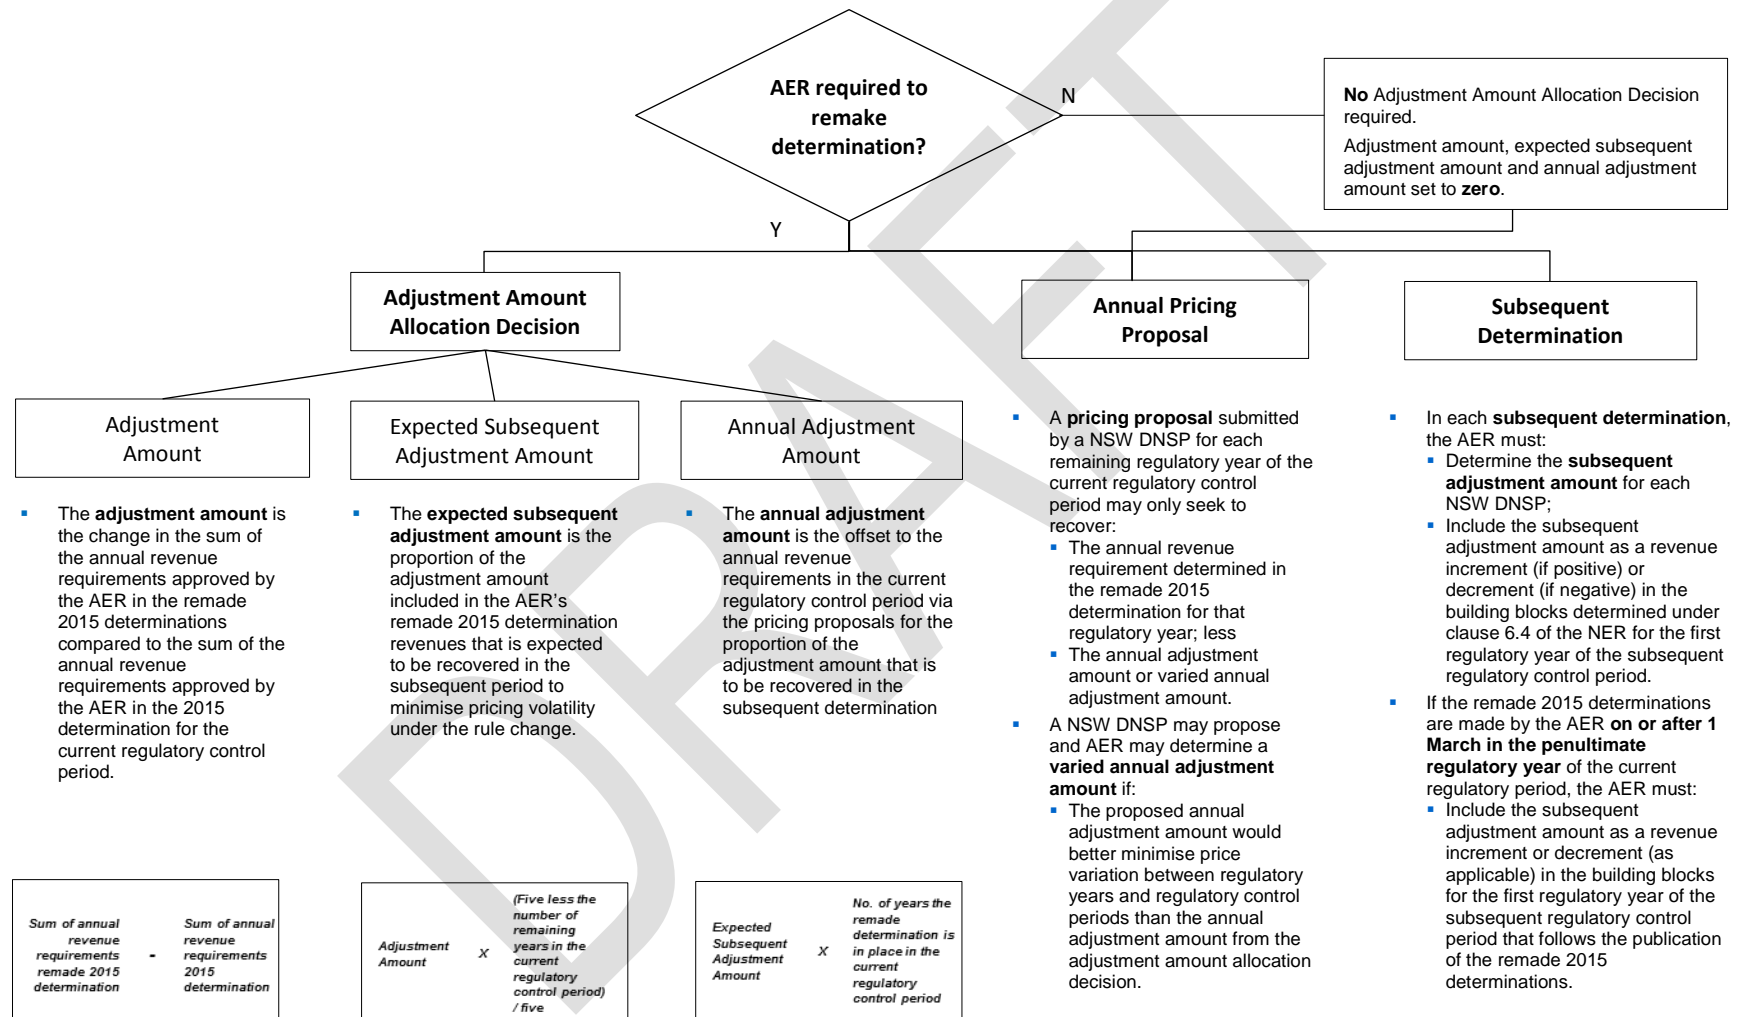 DRAFT
AER required to
remake
determination?
N
Y
No Adjustment Amount Allocation Decision
required.
Adjustment amount, expected subsequent
adjustment amount and annual adjustment
amount set to zero.
Adjustment Amount
Allocation Decision
Annual Pricing
Proposal
Subsequent
Determination
Adjustment
Amount
Expected Subsequent
Adjustment Amount
Annual Adjustment
Amount
▪ The adjustment amount is
the change in the sum of
the annual revenue
requirements approved by
the AER in the remade
2015 determinations
compared to the sum of the
annual revenue
requirements approved by
the AER in the 2015
determination for the
current regulatory control
period.
▪ The expected subsequent
adjustment amount is the
proportion of the
adjustment amount
included in the AER's
remade 2015 determination
revenues that is expected
to be recovered in the
subsequent period to
minimise pricing volatility
under the rule change.
▪ The annual adjustment
amount is the offset to the
annual revenue
requirements in the current
regulatory control period via
the pricing proposals for the
proportion of the
adjustment amount that is
to be recovered in the
subsequent determination
▪ A pricing proposal submitted
by a NSW DNSP for each
remaining regulatory year of the
current regulatory control
period may only seek to
recover:
▪ The annual revenue
requirement determined in
the remade 2015
determination for that
regulatory year; less
▪ The annual adjustment
amount or varied annual
adjustment amount.
▪ A NSW DNSP may propose
and AER may determine a
varied annual adjustment
amount if:
▪ The proposed annual
adjustment amount would
better minimise price
variation between regulatory
years and regulatory control
periods than the annual
adjustment amount from the
adjustment amount allocation
decision.
▪ In each subsequent determination,
the AER must:
▪ Determine the subsequent
adjustment amount for each
NSW DNSP;
▪ Include the subsequent
adjustment amount as a revenue
increment (if positive) or
decrement (if negative) in the
building blocks determined under
clause 6.4 of the NER for the first
regulatory year of the subsequent
regulatory control period.
▪ If the remade 2015 determinations
are made by the AER on or after 1
March in the penultimate
regulatory year of the current
regulatory period, the AER must:
▪ Include the subsequent
adjustment amount as a revenue
increment or decrement (as
applicable) in the building blocks
for the first regulatory year of the
subsequent regulatory control
period that follows the publication
of the remade 2015
determinations.
Sum of annual
revenue
requirements
remade 2015
determination
-
Sum of annual
revenue
requirements
2015
determination
Adjustment
Amount
X
(Five less the
number of
remaining
years in the
current
regulatory
control period)
/ five
Expected
Subsequent
Adjustment
Amount
X
No. of years the
remade
determination is
in place in the
current
regulatory
control period